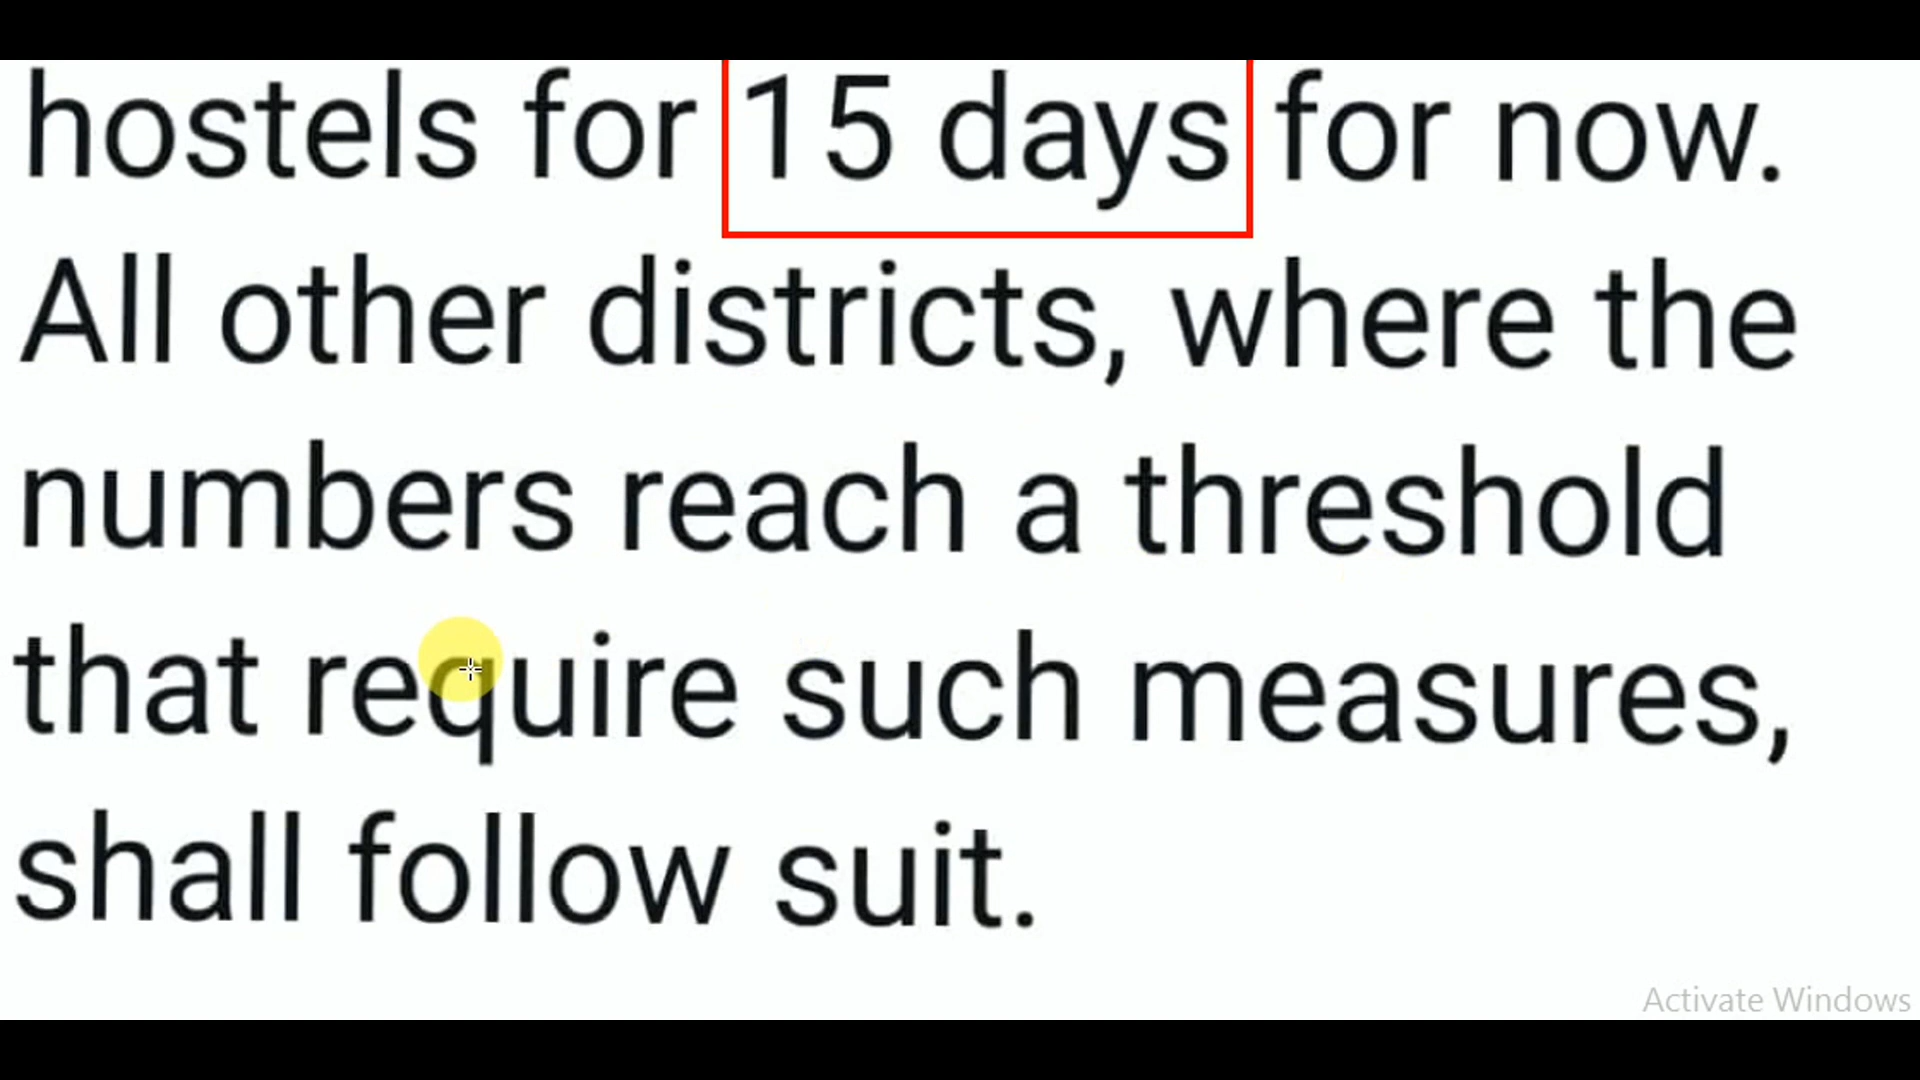 hostels for 15 days for now.
All other districts, where the
numbers reach a threshold
that require such measures,
shall follow suit.
Activate Windows